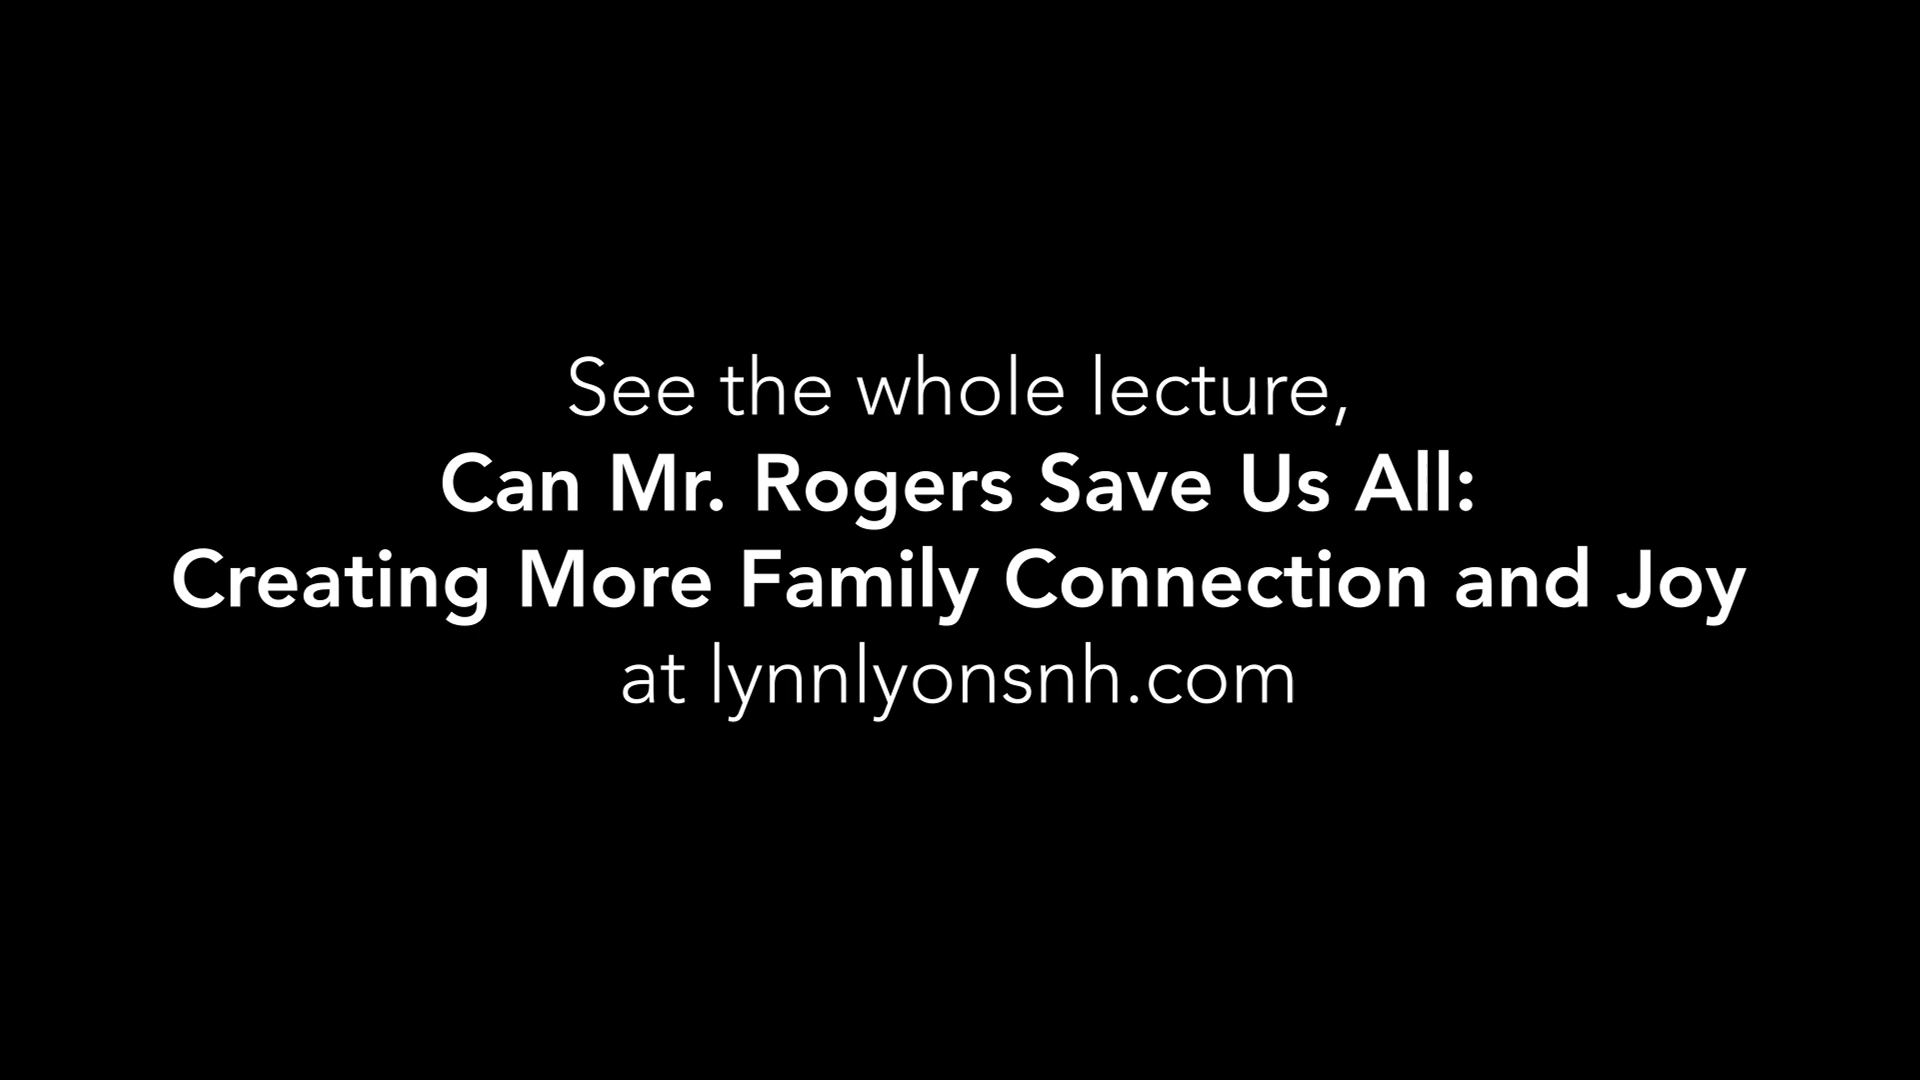 See the whole lecture,
Can Mr. Rogers Save Us All:
Creating More Family Connection and Joy
at lynnlyonsnh.com